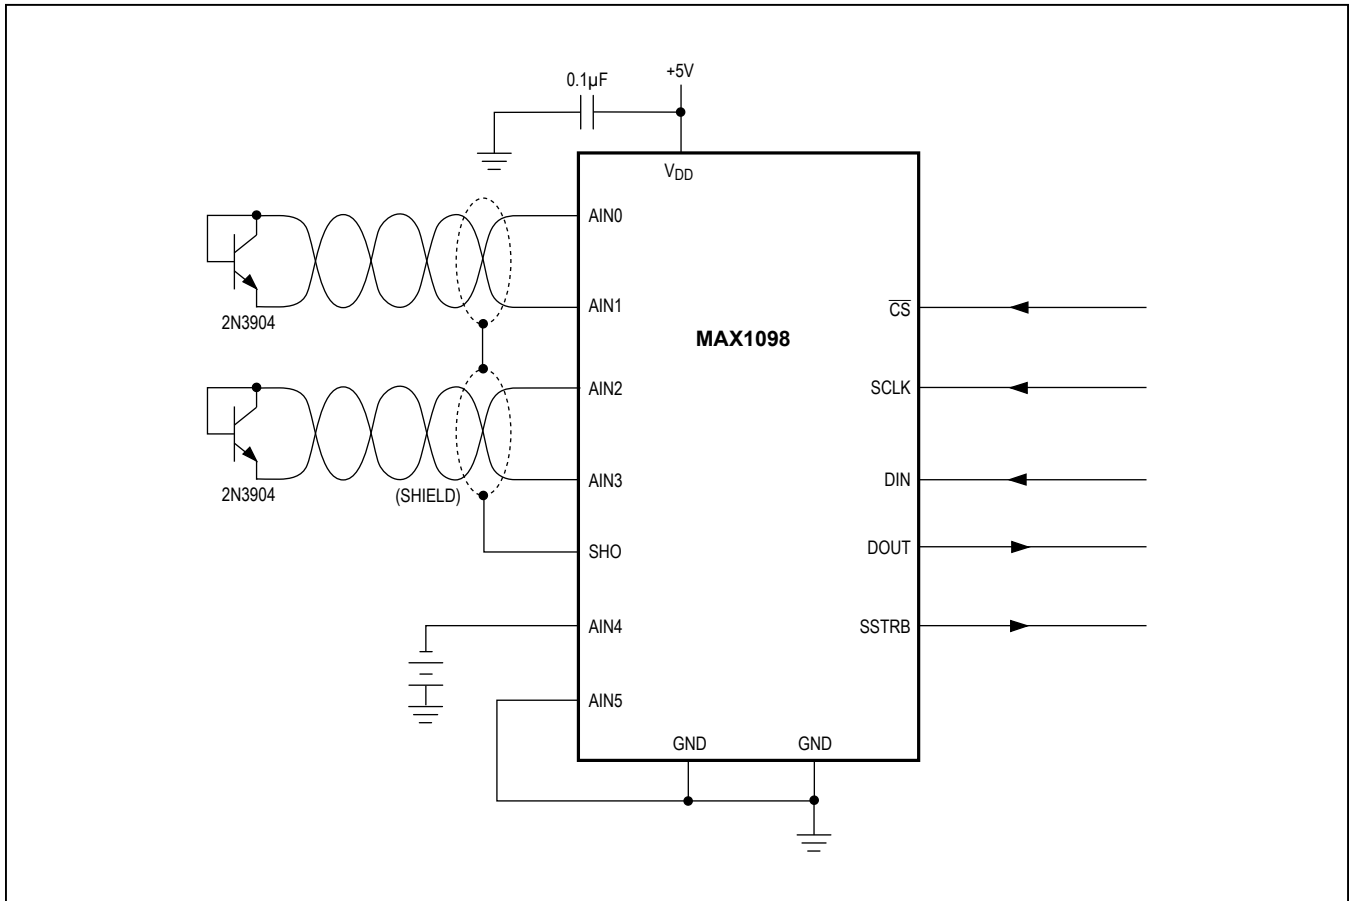 +5V
0.1µF
VDD
AIN0
AIN1
CS
2N3904
MAX1098
AIN2
SCLK
AIN3
DIN
2N3904
(SHIELD)
SHO
DOUT
AIN4
SSTRB
AIN5
GND
GND